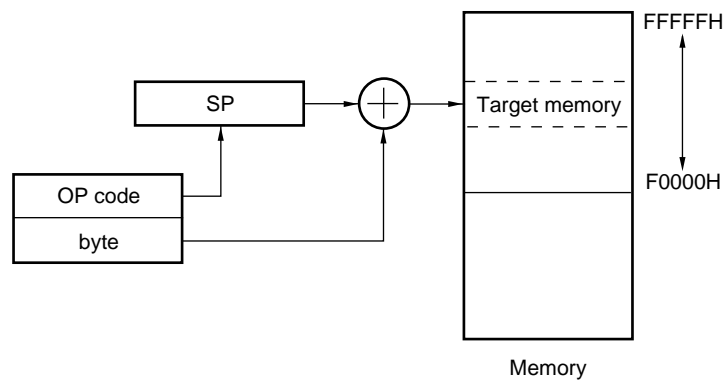 FFFFFH
SP
Target memory
OP code
F0000H
byte
Memory